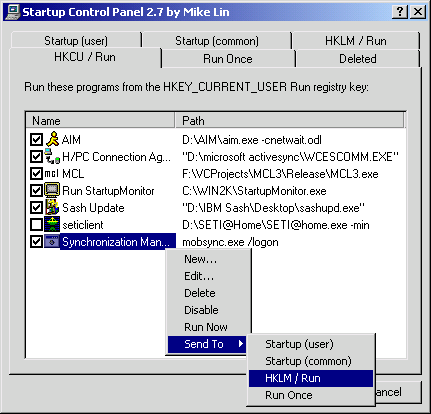 Startup Control Panel 2.7 by Mike Lin
Startup (user) Startup (common) HKLM / Run
HKCU / Run Run Once Deleted
Run these programs from the HKEY_CURRENT_USER Run registry key:
Name Path
AIM D:\AIM\aim.exe -cnetwait.odl
H/PC Connection Ag... "D:\microsoft activesync\WCESCOMM.EXE"
mcl MCL F:\VCProjects\MCL3\Release\MCL3.exe
Run StartupMonitor C:\WIN2K\StartupMonitor.exe
Sash Update "D:\IBM Sash\Desktop\sashupd.exe"
seticlient D:\SETI@Home\SETI@home.exe -min
Synchronization Man... mobsync.exe /logon
New...
Edit...
Delete
Disable
Run Now
Send To
Startup (user)
Startup (common)
HKLM / Run
Run Once